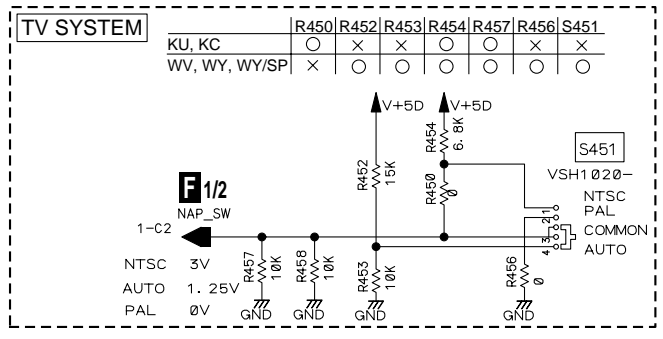 TV SYSTEM
R450 R452 R453 R454 R457 R456 S451
KU, KC ○ × × ○ ○ × ×
WV, WY, WY/SP × ○ ○ ○ ○ ○ ○
V+5D V+5D
R454 6.8K
R452 15K
R450 0
S451
VSH1020-
NTSC
PAL
COMMON
AUTO
1
2
3
4
F 1/2
NAP_SW
1-C2
NTSC 3V
AUTO 1.25V
PAL 0V
R457 10K
R458 10K
R453 10K
R456 0
GND GND GND GND